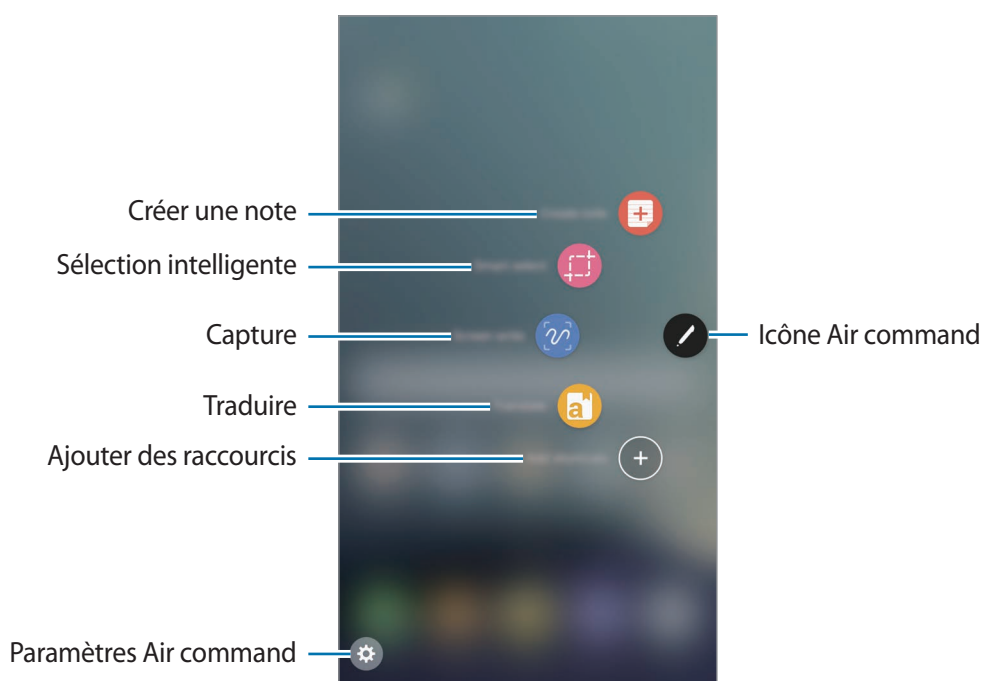 Créer une note
Sélection intelligente
Capture
Icône Air command
Traduire
Ajouter des raccourcis
Paramètres Air command